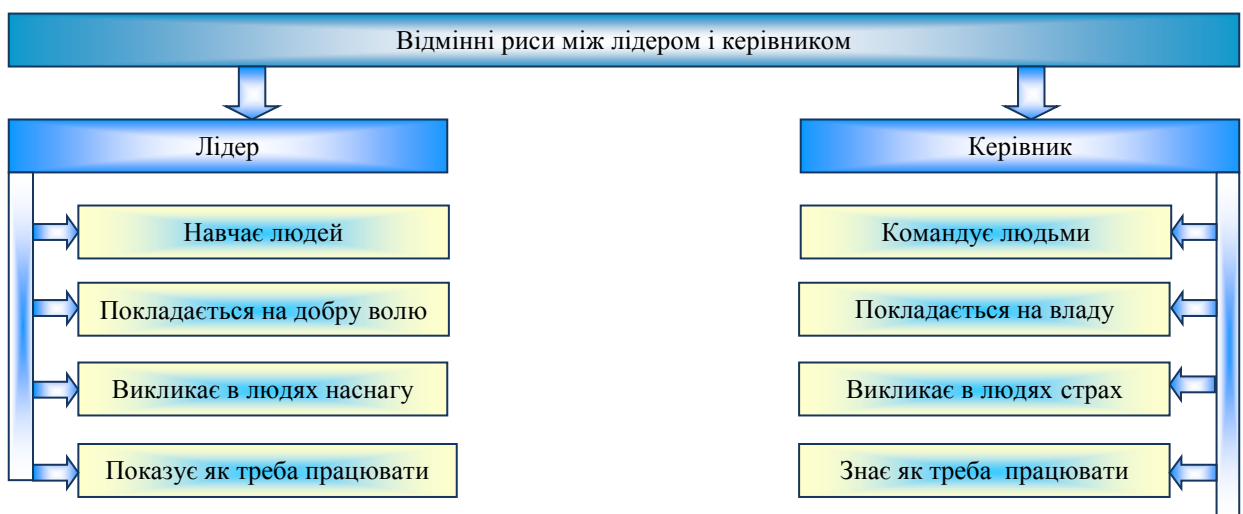 Відмінні риси між лідером і керівником
Лідер
Керівник
Навчає людей
Командує людьми
Покладається на добру волю
Покладається на владу
Викликає в людях наснагу
Викликає в людях страх
Показує як треба працювати
Знає як треба працювати